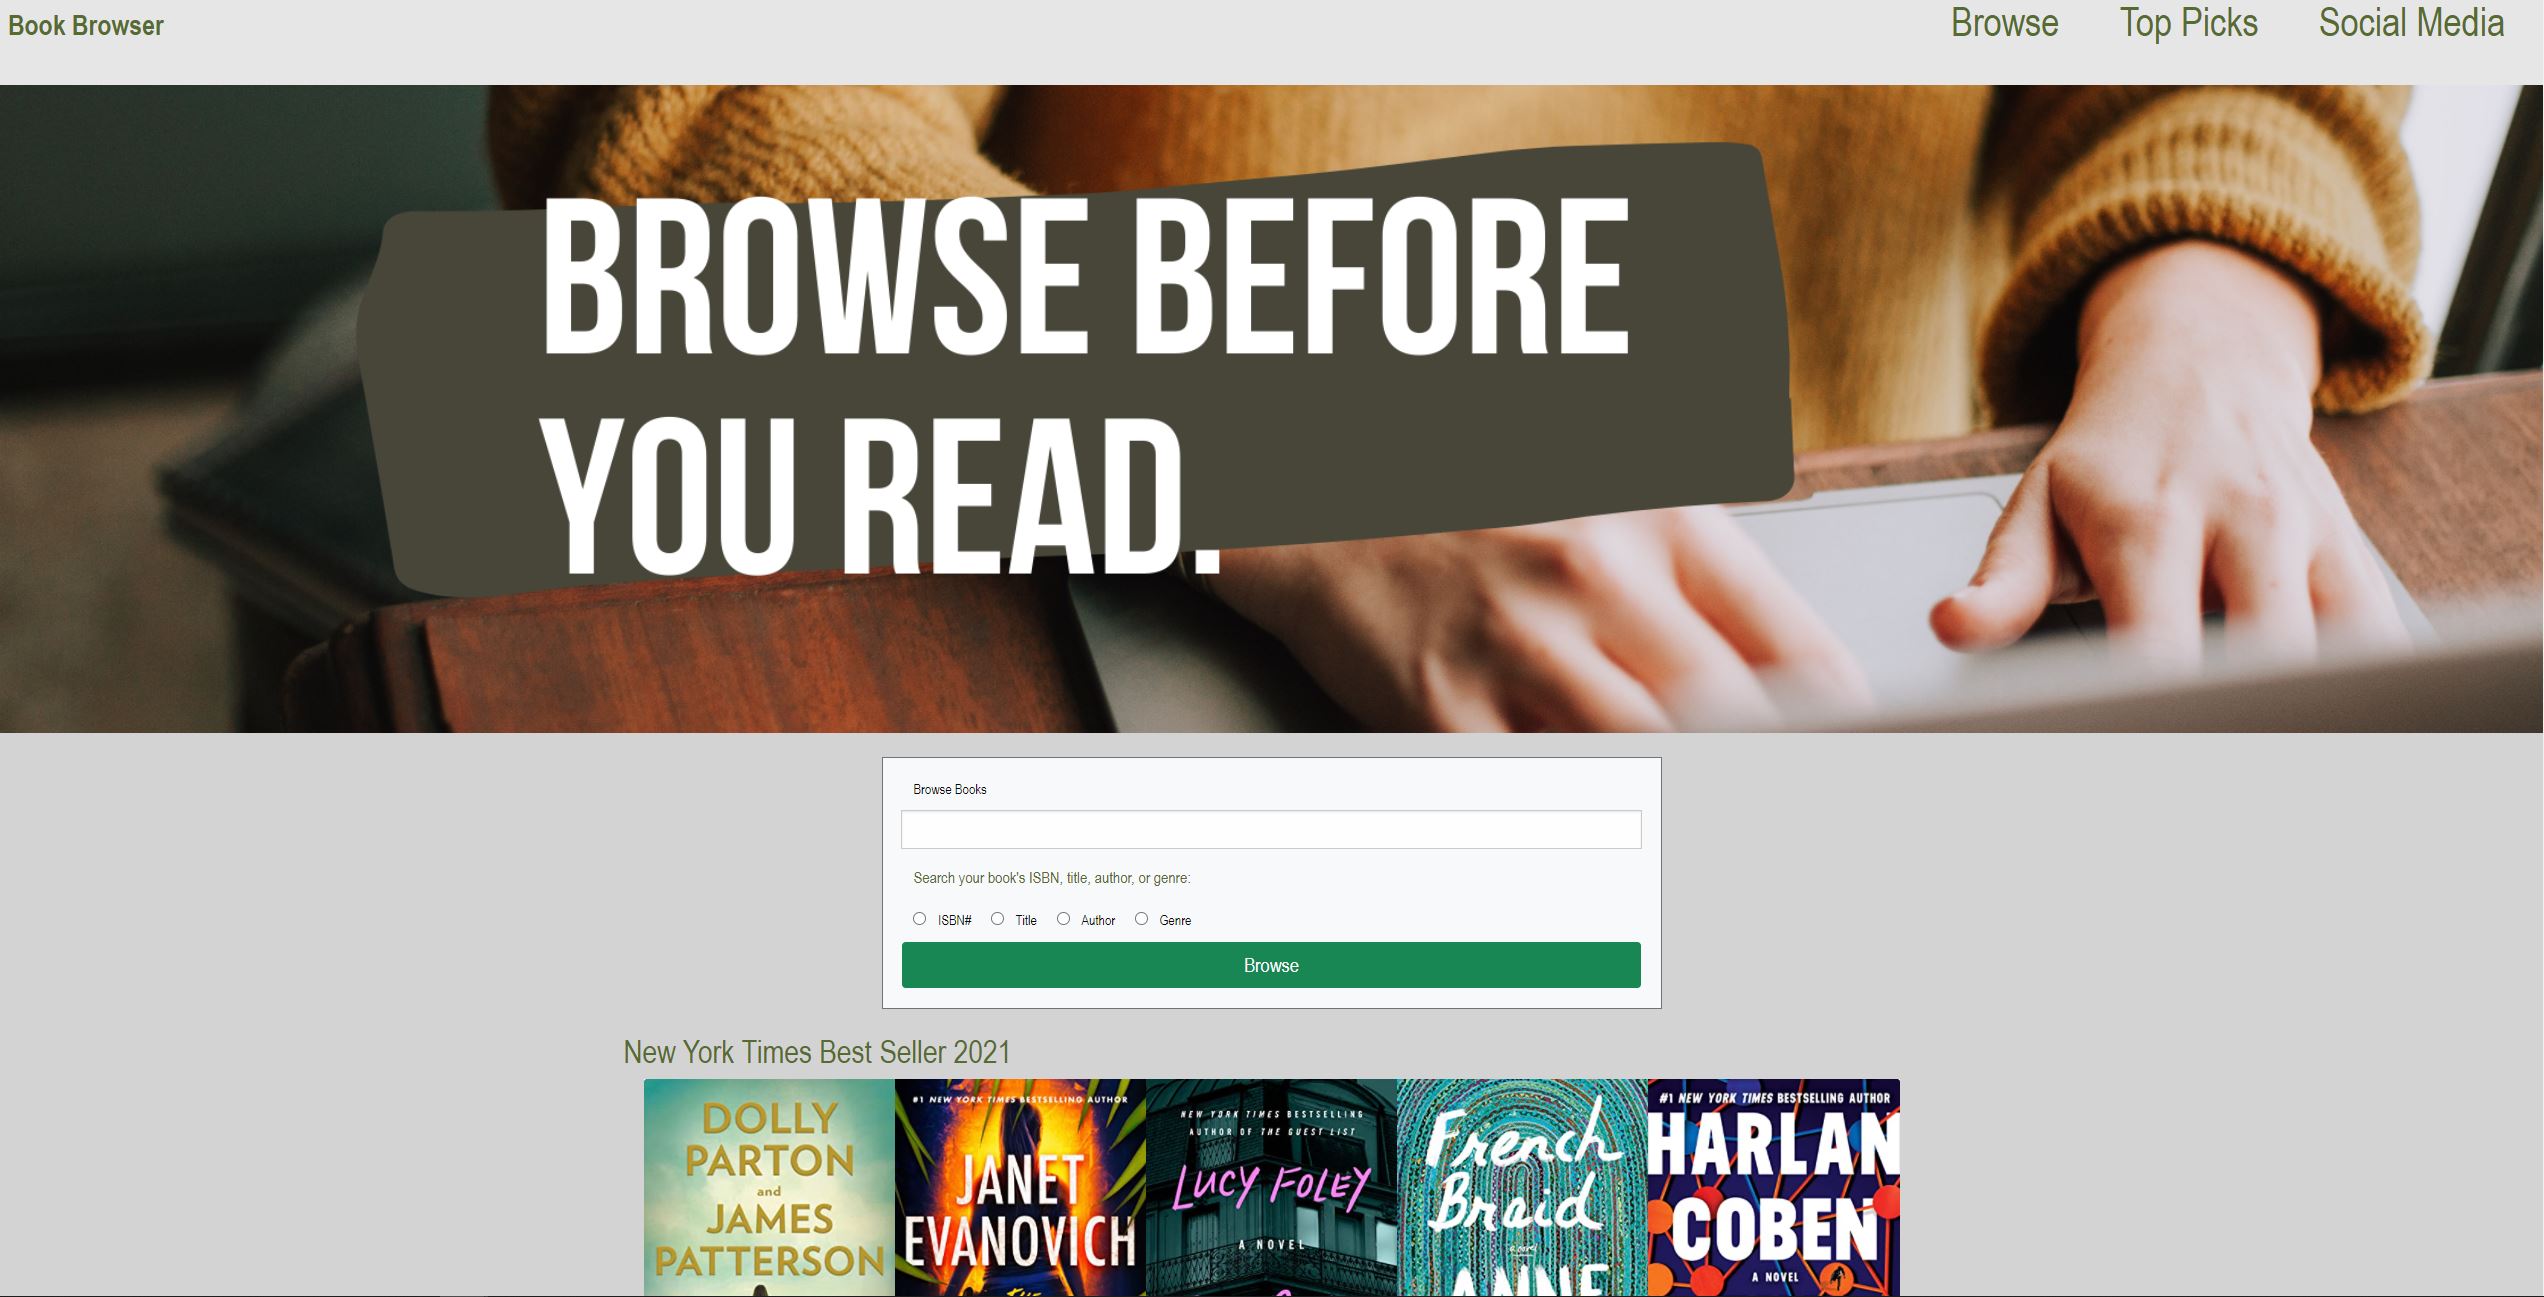 Book Browser
Browse Top Picks Social Media
BROWSE BEFORE
YOU READ.
Browse Books
Search your book's ISBN, title, author, or genre:
ISBN# Title Author Genre
Browse
New York Times Best Seller 2021
DOLLY
PARTON
and
JAMES
PATTERSON
#1 NEW YORK TIMES BESTSELLING AUTHOR
JANET
EVANOVICH
THE
NEW YORK TIMES BESTSELLING
AUTHOR OF THE GUEST LIST
LUCY FOLEY
A NOVEL
French
Braid
a novel
ANNE
#1 NEW YORK TIMES BESTSELLING AUTHOR
HARLAN
COBEN
A NOVEL